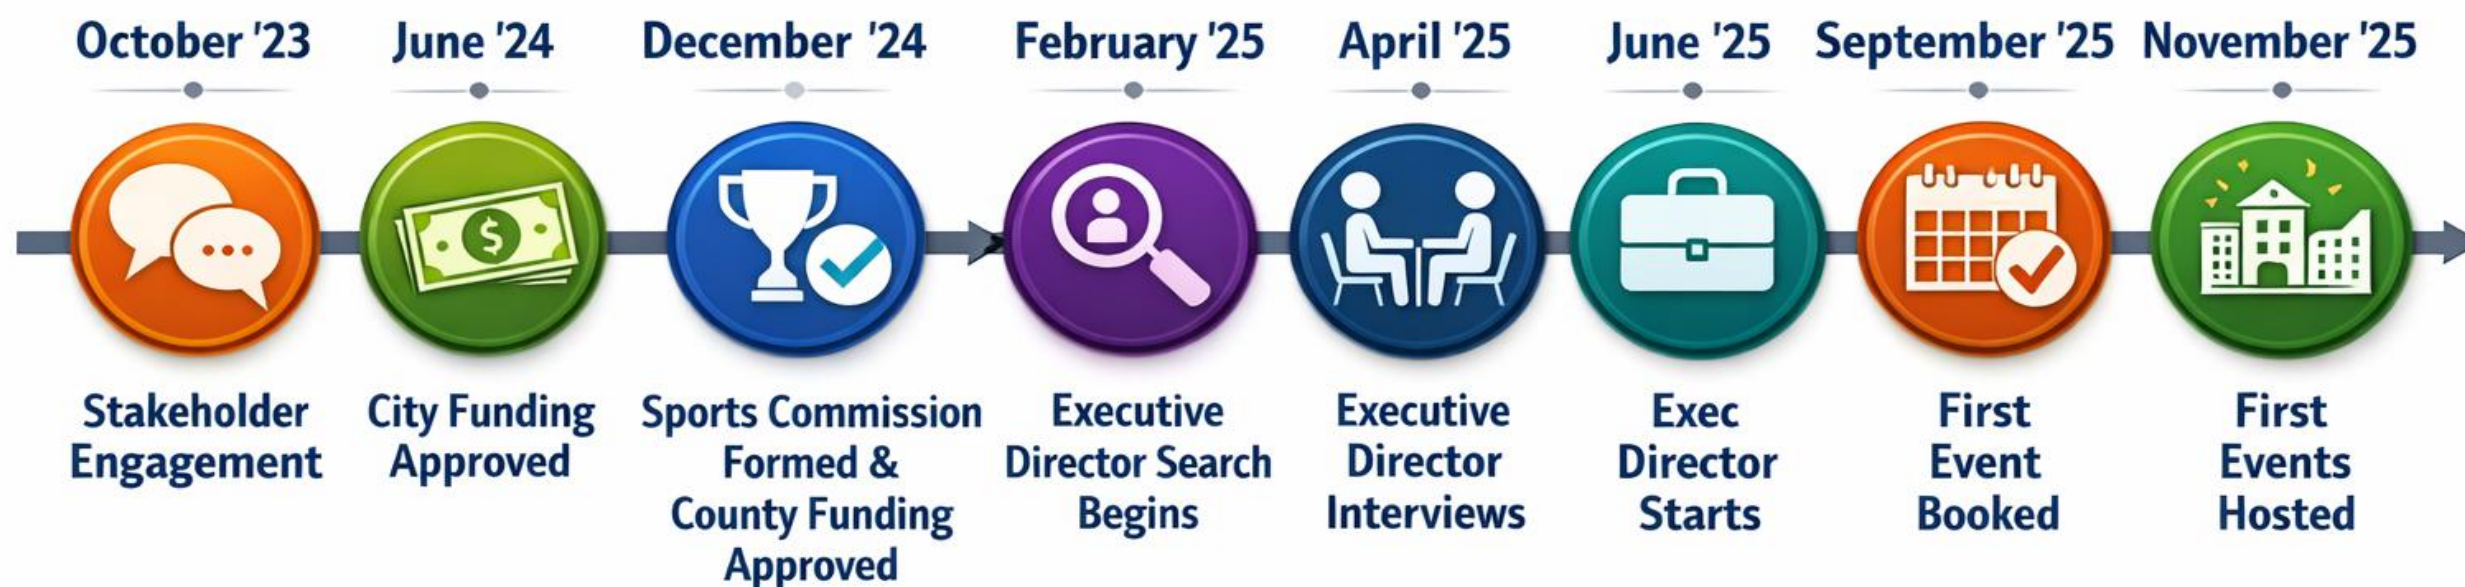 October '23
Stakeholder
Engagement
June '24
$
City Funding
Approved
December '24
Sports Commission
Formed &
County Funding
Approved
February '25
Executive
Director Search
Begins
April '25
Executive
Director
Interviews
June '25
Exec
Director
Starts
September '25
First
Event
Booked
November '25
First
Events
Hosted